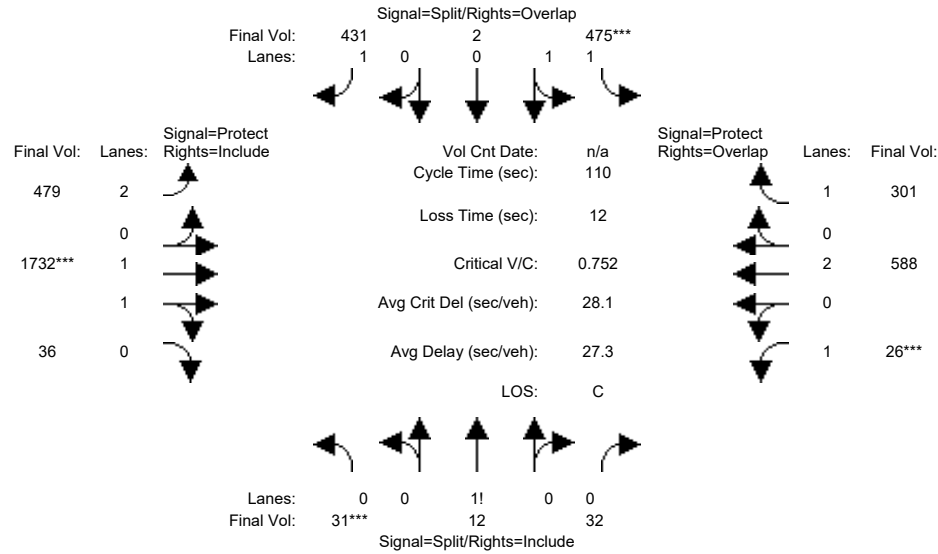 Signal=Split/Rights=Overlap
Final Vol: 431 2 475***
Lanes: 1 0 0 1 1
Signal=Protect
Final Vol: Lanes: Rights=Include
Vol Cnt Date: n/a
Signal=Protect
Rights=Overlap Lanes: Final Vol:
Cycle Time (sec): 110
479 2
1 301
Loss Time (sec): 12
0
0
1732*** 1
Critical V/C: 0.752
2 588
1
Avg Crit Del (sec/veh): 28.1
0
36 0
Avg Delay (sec/veh): 27.3
1 26***
LOS: C
Lanes: 0 0 1! 0 0
Final Vol: 31*** 12 32
Signal=Split/Rights=Include